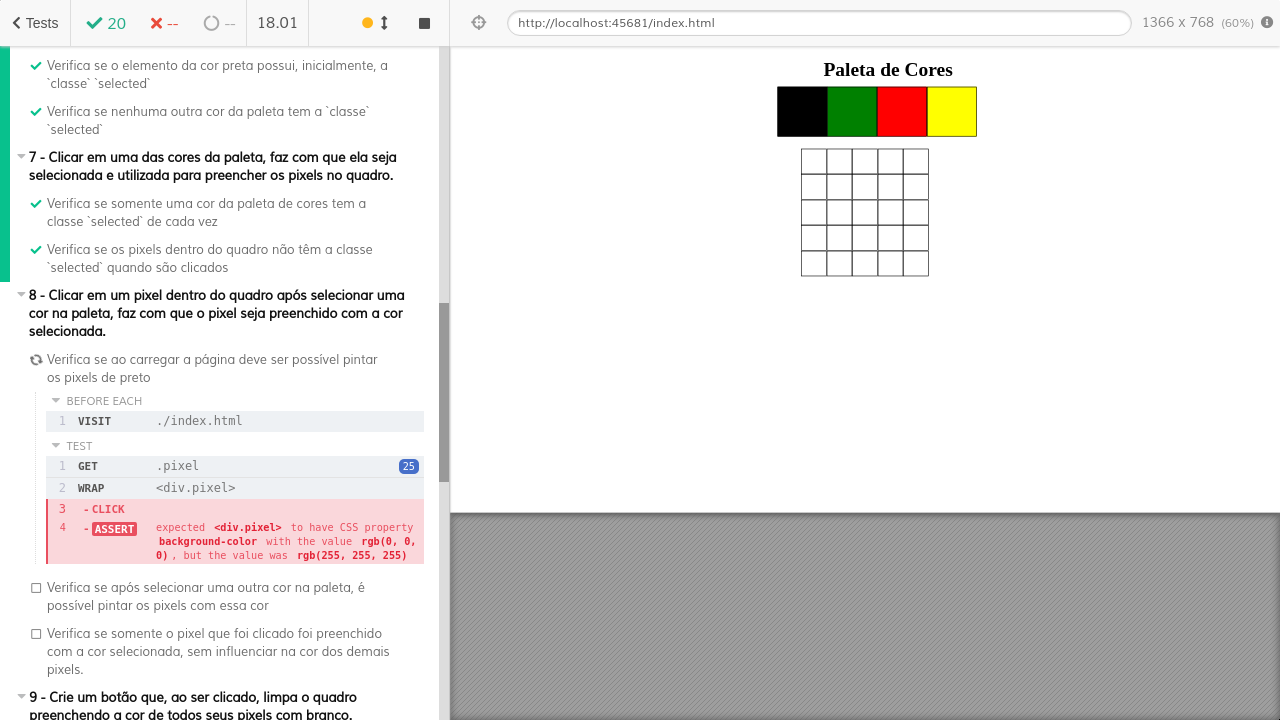 Tests
20
--
--
18.01
http://localhost:45681/index.html
1366 x 768 (60%)
Verifica se o elemento da cor preta possui, inicialmente, a
`classe` `selected`
Verifica se nenhuma outra cor da paleta tem a `classe`
`selected`
7 - Clicar em uma das cores da paleta, faz com que ela seja
selecionada e utilizada para preencher os pixels no quadro.
Verifica se somente uma cor da paleta de cores tem a
classe `selected` de cada vez
Verifica se os pixels dentro do quadro não têm a classe
`selected` quando são clicados
8 - Clicar em um pixel dentro do quadro após selecionar uma
cor na paleta, faz com que o pixel seja preenchido com a cor
selecionada.
Verifica se ao carregar a página deve ser possível pintar
os pixels de preto
BEFORE EACH
1 VISIT ./index.html
TEST
1 GET .pixel 25
2 WRAP <div.pixel>
3 -CLICK
4 -ASSERT expected <div.pixel> to have CSS property
background-color with the value rgb(0, 0,
0), but the value was rgb(255, 255, 255)
Verifica se após selecionar uma outra cor na paleta, é
possível pintar os pixels com essa cor
Verifica se somente o pixel que foi clicado foi preenchido
com a cor selecionada, sem influenciar na cor dos demais
pixels.
9 - Crie um botão que, ao ser clicado, limpa o quadro
preenchendo a cor de todos seus pixels com branco.
Paleta de Cores